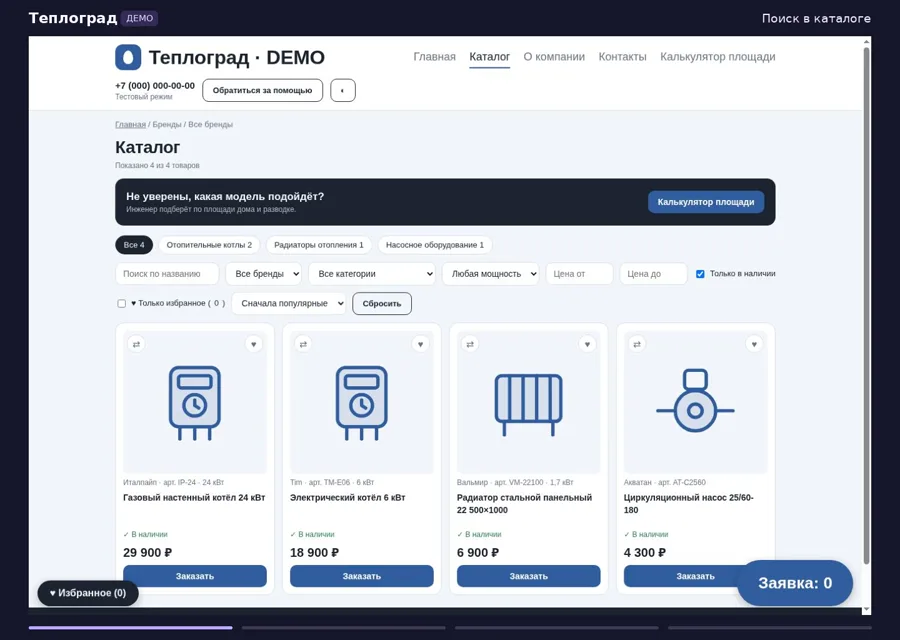 Теплоград ДЕМО
Поиск в каталоге
Теплоград · DEMO
Главная Каталог О компании Контакты Калькулятор площади
+7 (000) 000-00-00
Тестовый режим
Обратиться за помощью
Главная / Бренды / Все бренды
Каталог
Показано 4 из 4 товаров
Не уверены, какая модель подойдёт?
Инженер подберёт по площади дома и разводке.
Калькулятор площади
Все 4 Отопительные котлы 2 Радиаторы отопления 1 Насосное оборудование 1
Поиск по названию Все бренды Все категории Любая мощность Цена от Цена до Только в наличии
♥ Только избранное ( 0 ) Сначала популярные Сбросить
Италпайп · арт. IP-24 · 24 кВт
Газовый настенный котёл 24 кВт
✓ В наличии
29 900 ₽
Заказать
Tim · арт. TM-E06 · 6 кВт
Электрический котёл 6 кВт
✓ В наличии
18 900 ₽
Заказать
Вальмир · арт. VM-22100 · 1,7 кВт
Радиатор стальной панельный
22 500×1000
✓ В наличии
6 900 ₽
Заказать
Акватан · арт. AT-C2560
Циркуляционный насос 25/60-
180
✓ В наличии
4 300 ₽
Заказать
♥ Избранное (0)
Заявка: 0